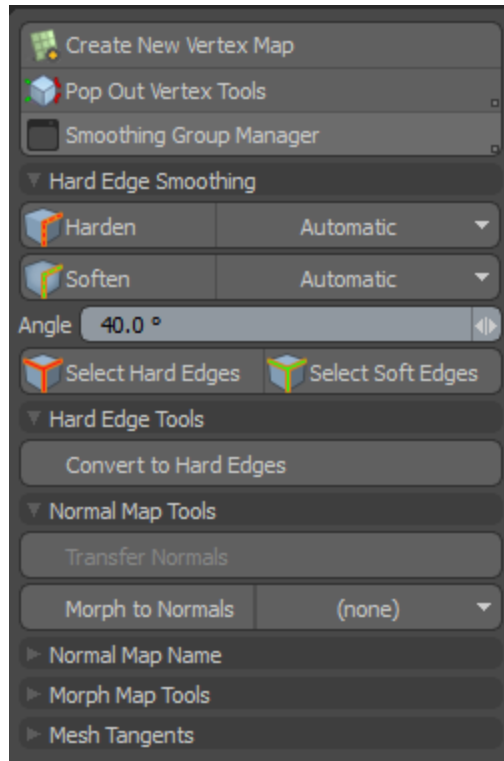 Create New Vertex Map
Pop Out Vertex Tools
Smoothing Group Manager
Hard Edge Smoothing
Harden Automatic
Soften Automatic
Angle 40.0 °
Select Hard Edges Select Soft Edges
Hard Edge Tools
Convert to Hard Edges
Normal Map Tools
Transfer Normals
Morph to Normals (none)
Normal Map Name
Morph Map Tools
Mesh Tangents